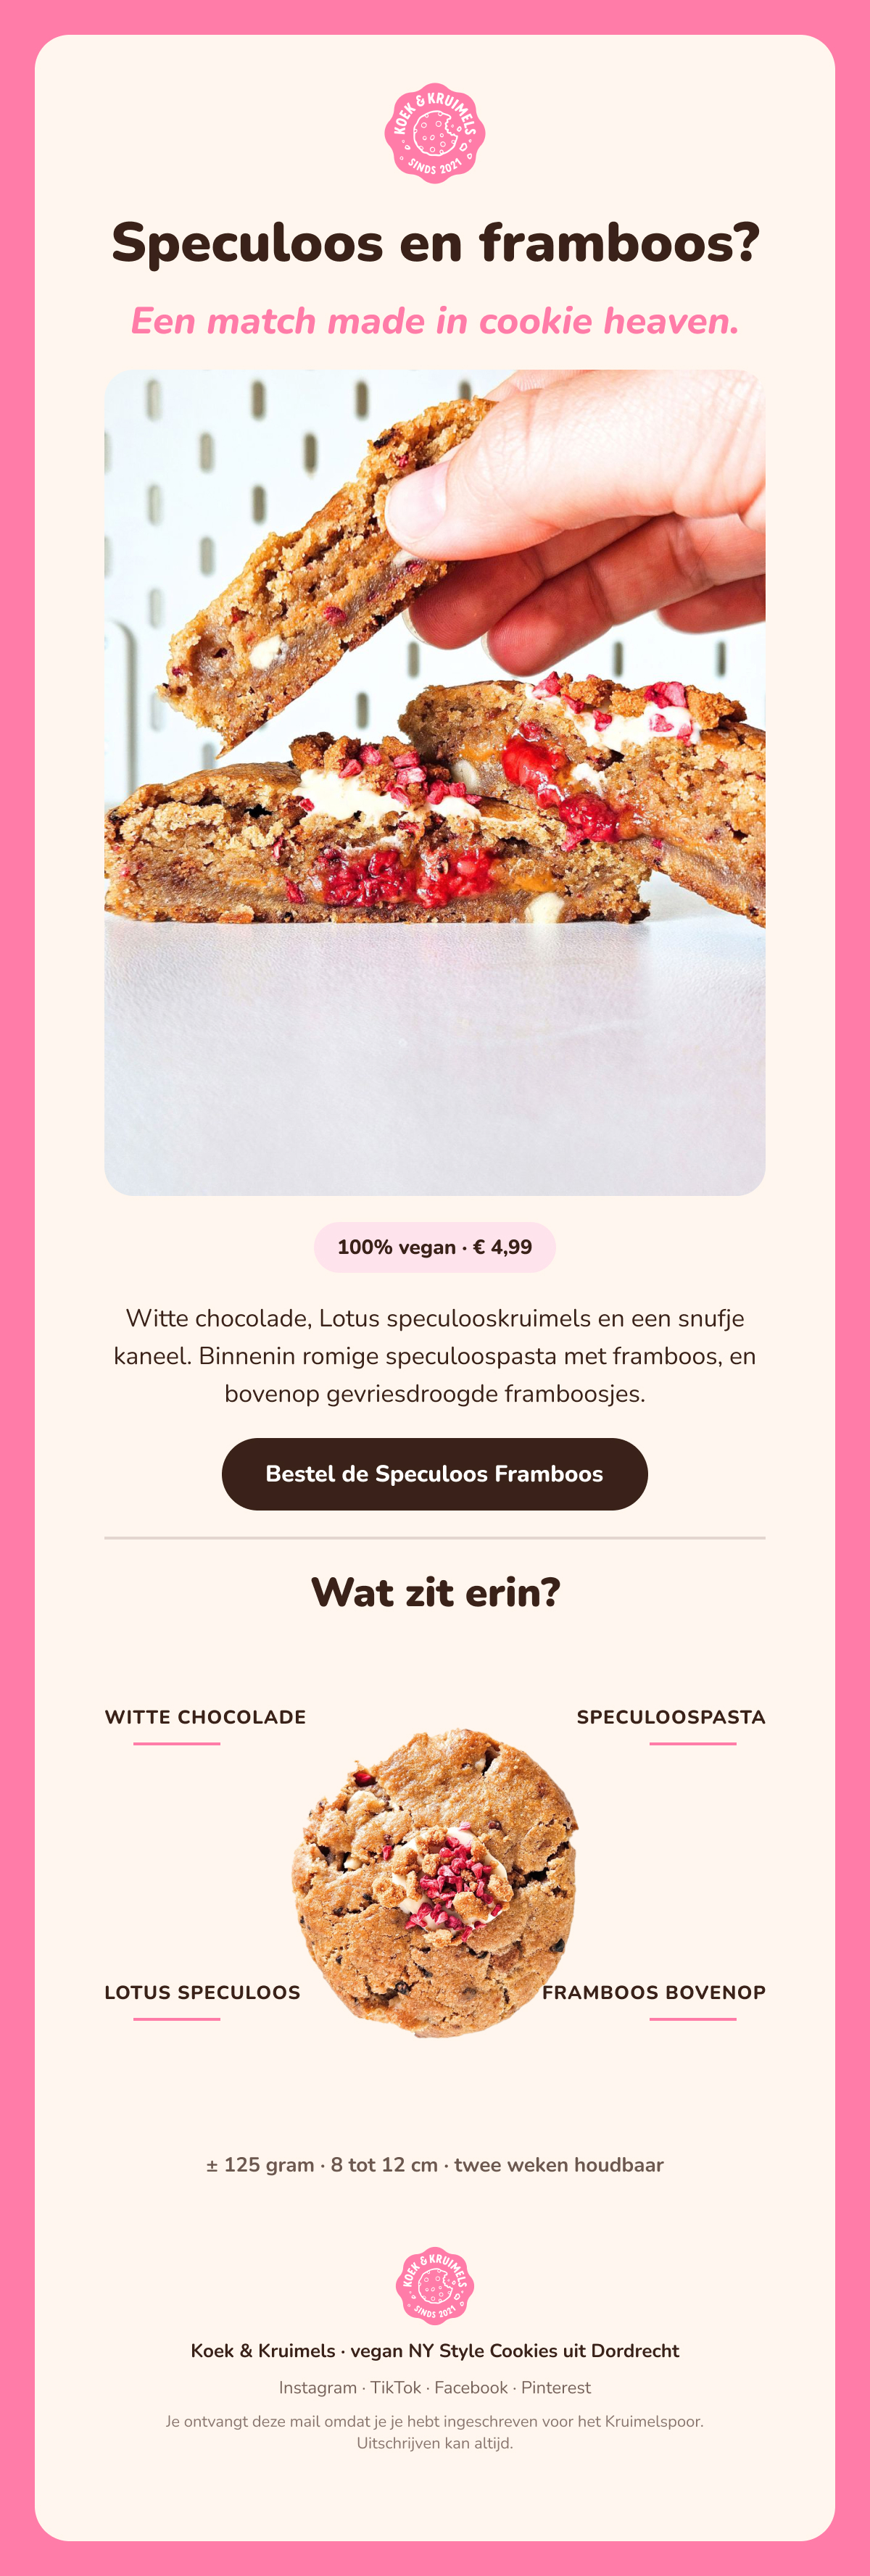 KOEK & KRUIMELS
SINDS 2021
Speculoos en framboos?
Een match made in cookie heaven.
100% vegan · € 4,99
Witte chocolade, Lotus speculooskruimels en een snufje
kaneel. Binnenin romige speculoospasta met framboos, en
bovenop gevriesdroogde framboosjes.
Bestel de Speculoos Framboos
Wat zit erin?
WITTE CHOCOLADE
SPECULOOSPASTA
LOTUS SPECULOOS
FRAMBOOS BOVENOP
± 125 gram · 8 tot 12 cm · twee weken houdbaar
KOEK & KRUIMELS
SINDS 2021
Koek & Kruimels · vegan NY Style Cookies uit Dordrecht
Instagram · TikTok · Facebook · Pinterest
Je ontvangt deze mail omdat je je hebt ingeschreven voor het Kruimelspoor.
Uitschrijven kan altijd.